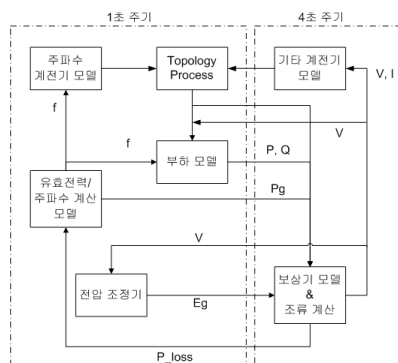 1초 주기
4초 주기
주파수
계전기 모델
Topology
Process
기타 계전기
모델
V, I
f
V
f
부하 모델
P, Q
유효전력/
주파수 계산
모델
Pg
V
전압 조정기
Eg
보상기 모델
&
조류 계산
P_loss